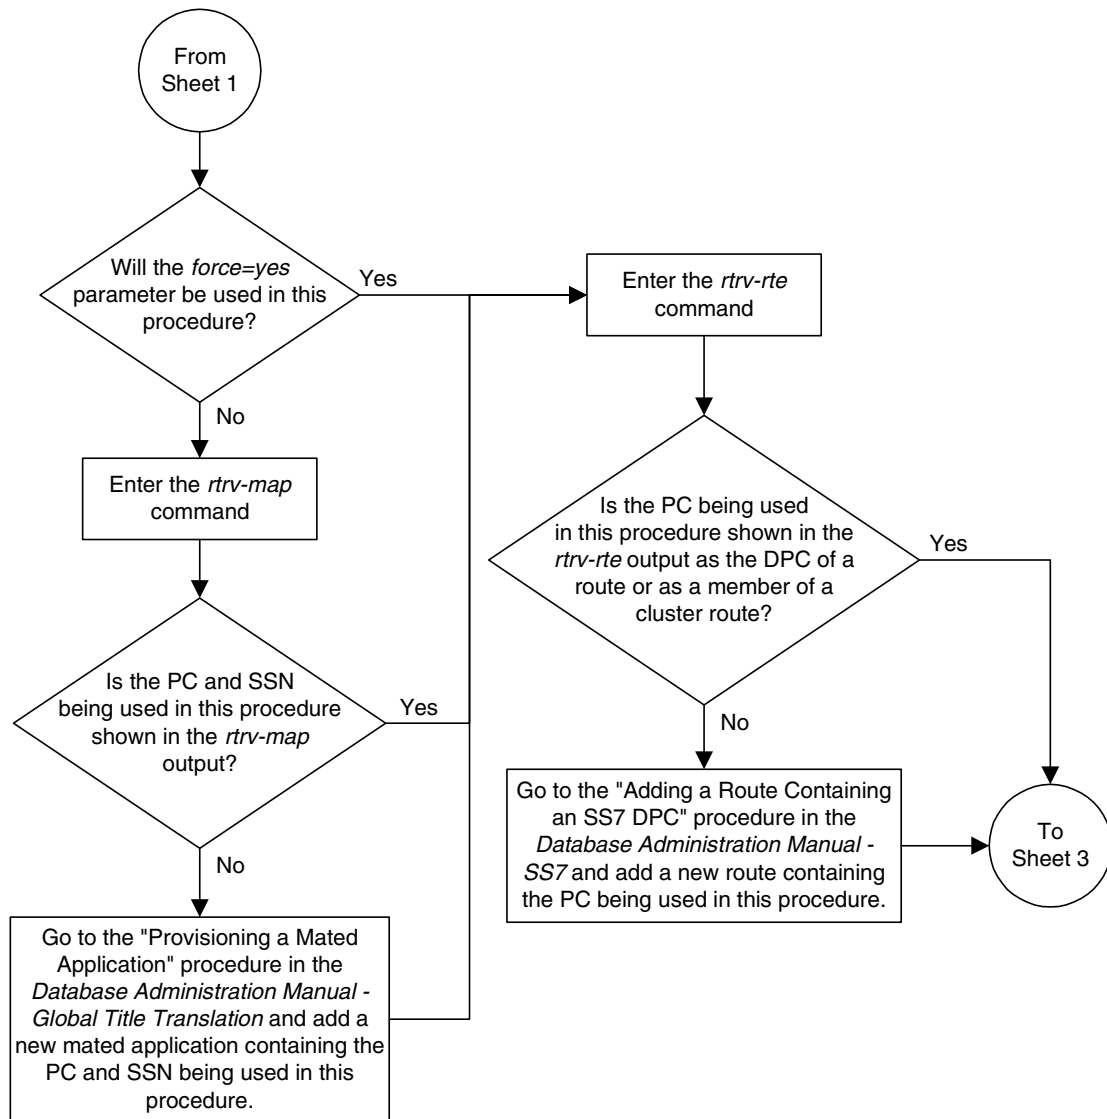 From
Sheet 1
Will the force=yes
parameter be used in this
procedure?
Yes
No
Enter the rtrv-map
command
Is the PC and SSN
being used in this procedure
shown in the rtrv-map
output?
Yes
No
Go to the "Provisioning a Mated
Application" procedure in the
Database Administration Manual -
Global Title Translation and add a
new mated application containing the
PC and SSN being used in this
procedure.
Enter the rtrv-rte
command
Is the PC being used
in this procedure shown in the
rtrv-rte output as the DPC of a
route or as a member of a
cluster route?
Yes
No
Go to the "Adding a Route Containing
an SS7 DPC" procedure in the
Database Administration Manual -
SS7 and add a new route containing
the PC being used in this procedure.
To
Sheet 3